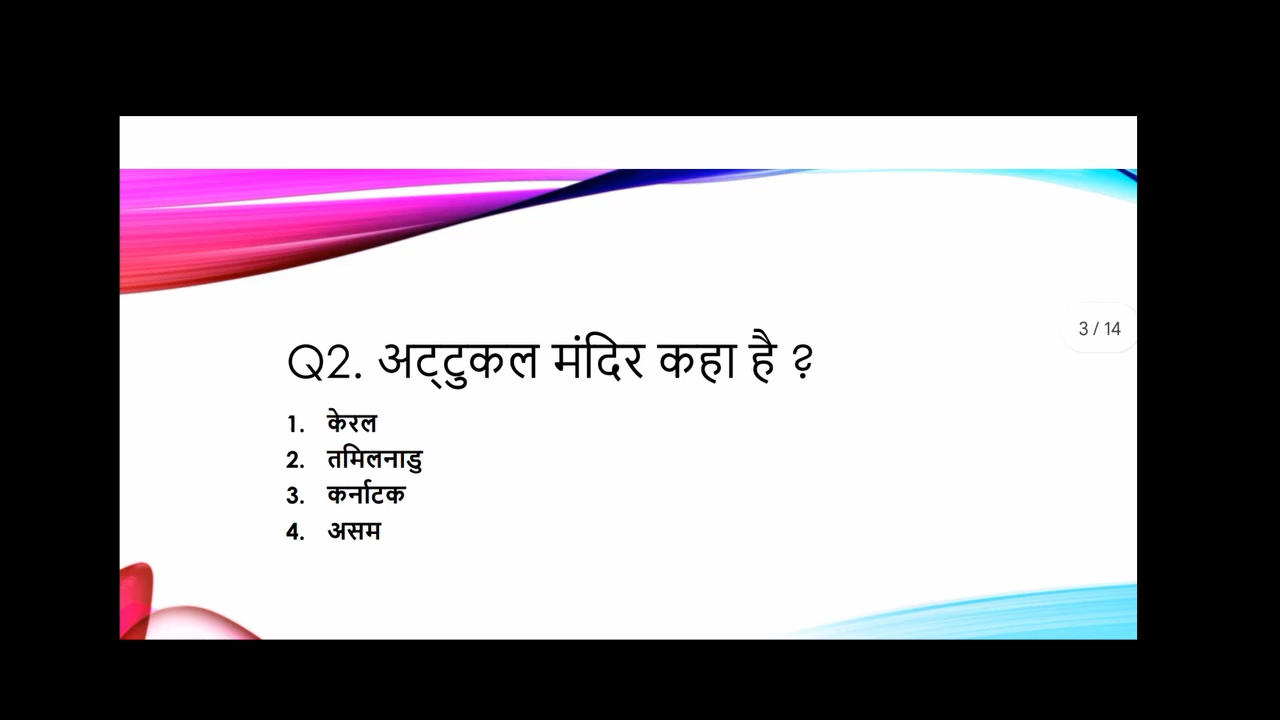 3 / 14
Q2. अट्टुकल मंदिर कहा है ?
1. केरल
2. तमिलनाडु
3. कर्नाटक
4. असम